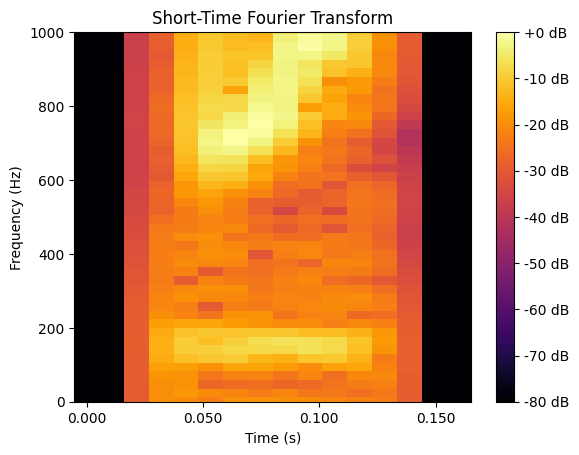 Short-Time Fourier Transform
1000
800
600
400
200
0
Frequency (Hz)
0.000
0.050
0.100
0.150
Time (s)
+0 dB
-10 dB
-20 dB
-30 dB
-40 dB
-50 dB
-60 dB
-70 dB
-80 dB